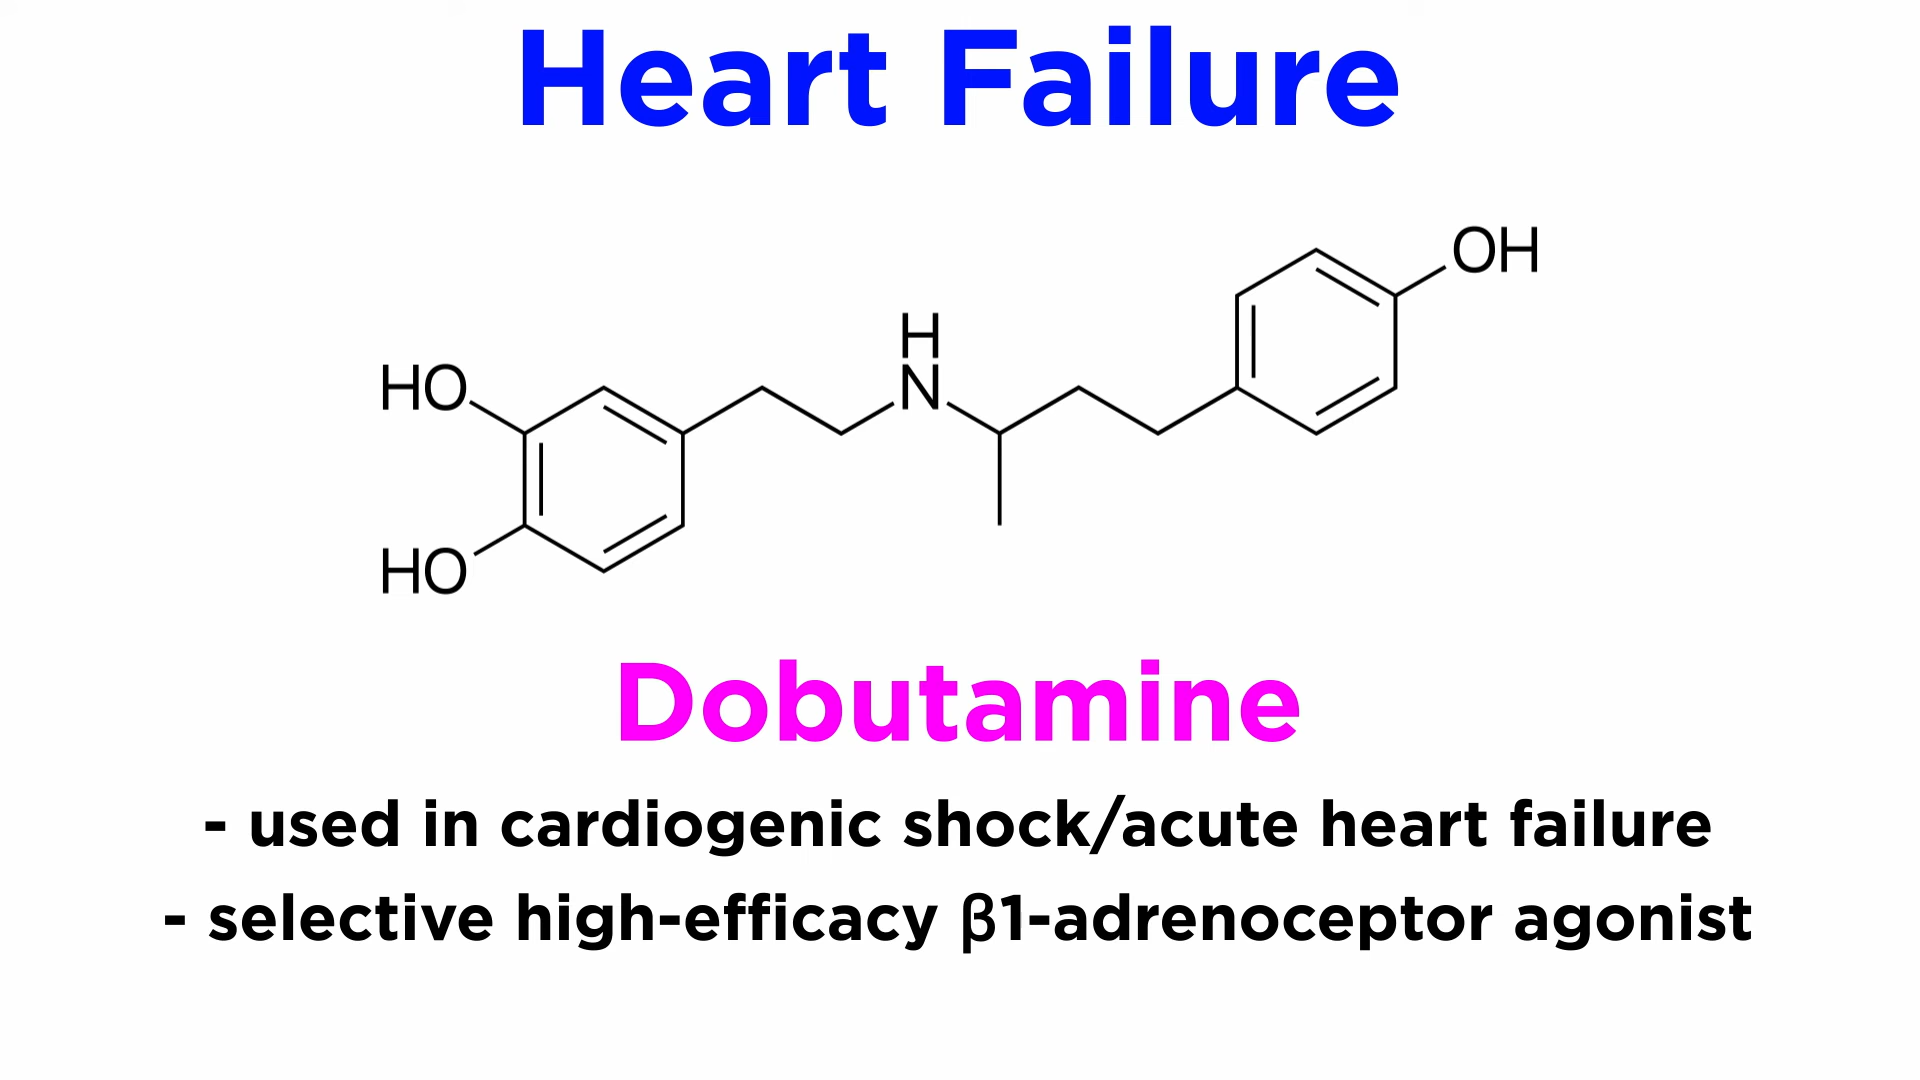 Heart Failure
OH
H
N
HO
HO
Dobutamine
- used in cardiogenic shock/acute heart failure
- selective high-efficacy β1-adrenoceptor agonist